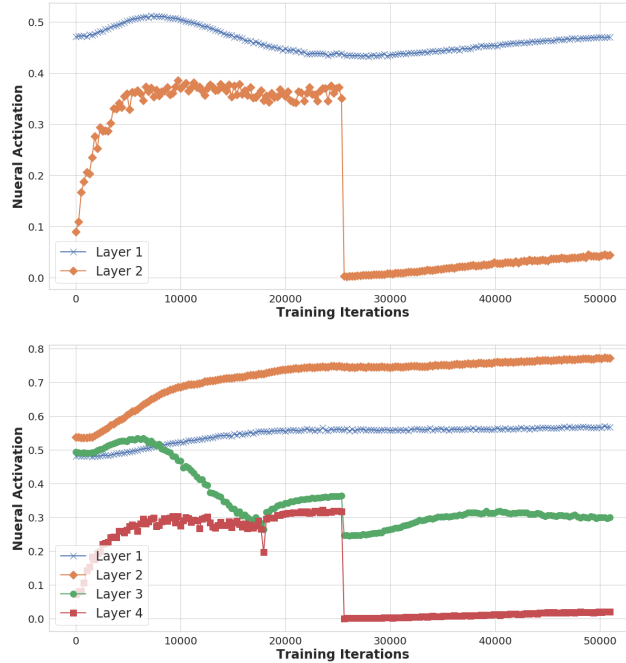 Nueral Activation
0.5
0.4
0.3
0.2
0.1
0.0
Layer 1
Layer 2
0 10000 20000 30000 40000 50000
Training Iterations
Nueral Activation
0.8
0.7
0.6
0.5
0.4
0.3
0.2
0.1
0.0
Layer 1
Layer 2
Layer 3
Layer 4
0 10000 20000 30000 40000 50000
Training Iterations